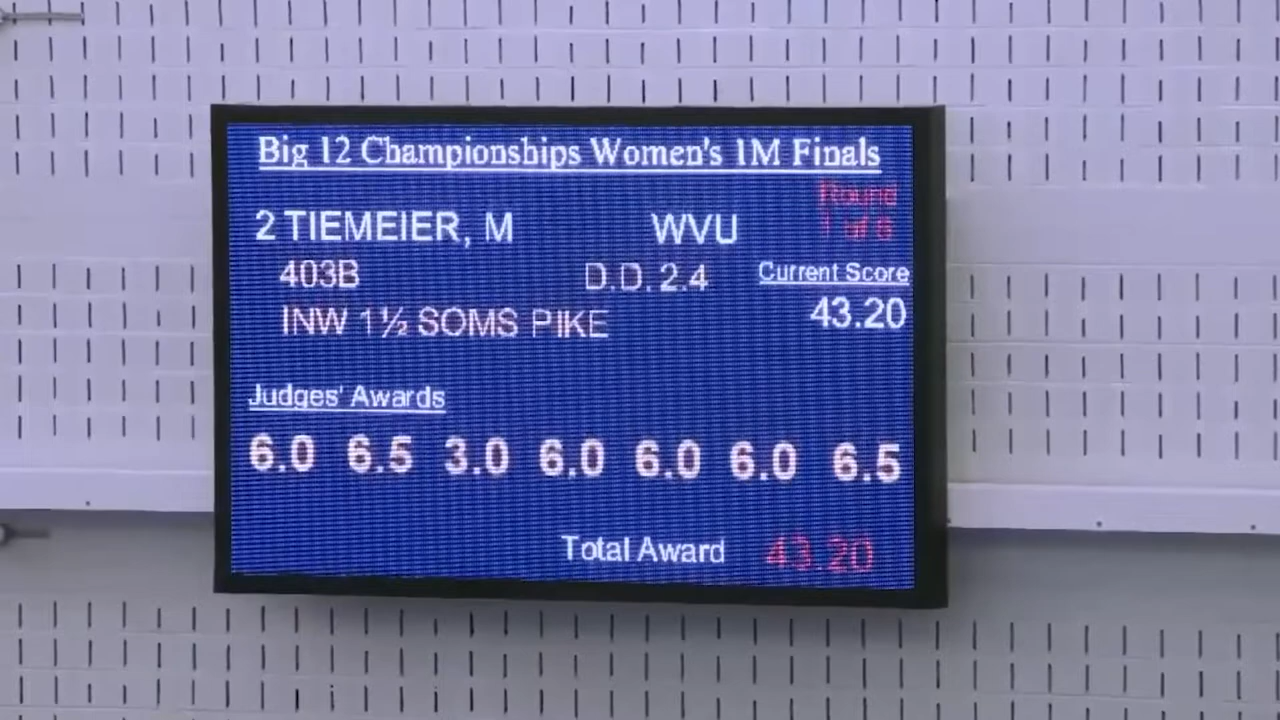 Big 12 Championships Women's 1M Finals
Round
1 of 6
2 TIEMEIER, M WVU
403B D.D. 2.4 Current Score
INW 1½ SOMS PIKE 43.20
Judges' Awards
6.0 6.5 3.0 6.0 6.0 6.0 6.5
Total Award 43.20